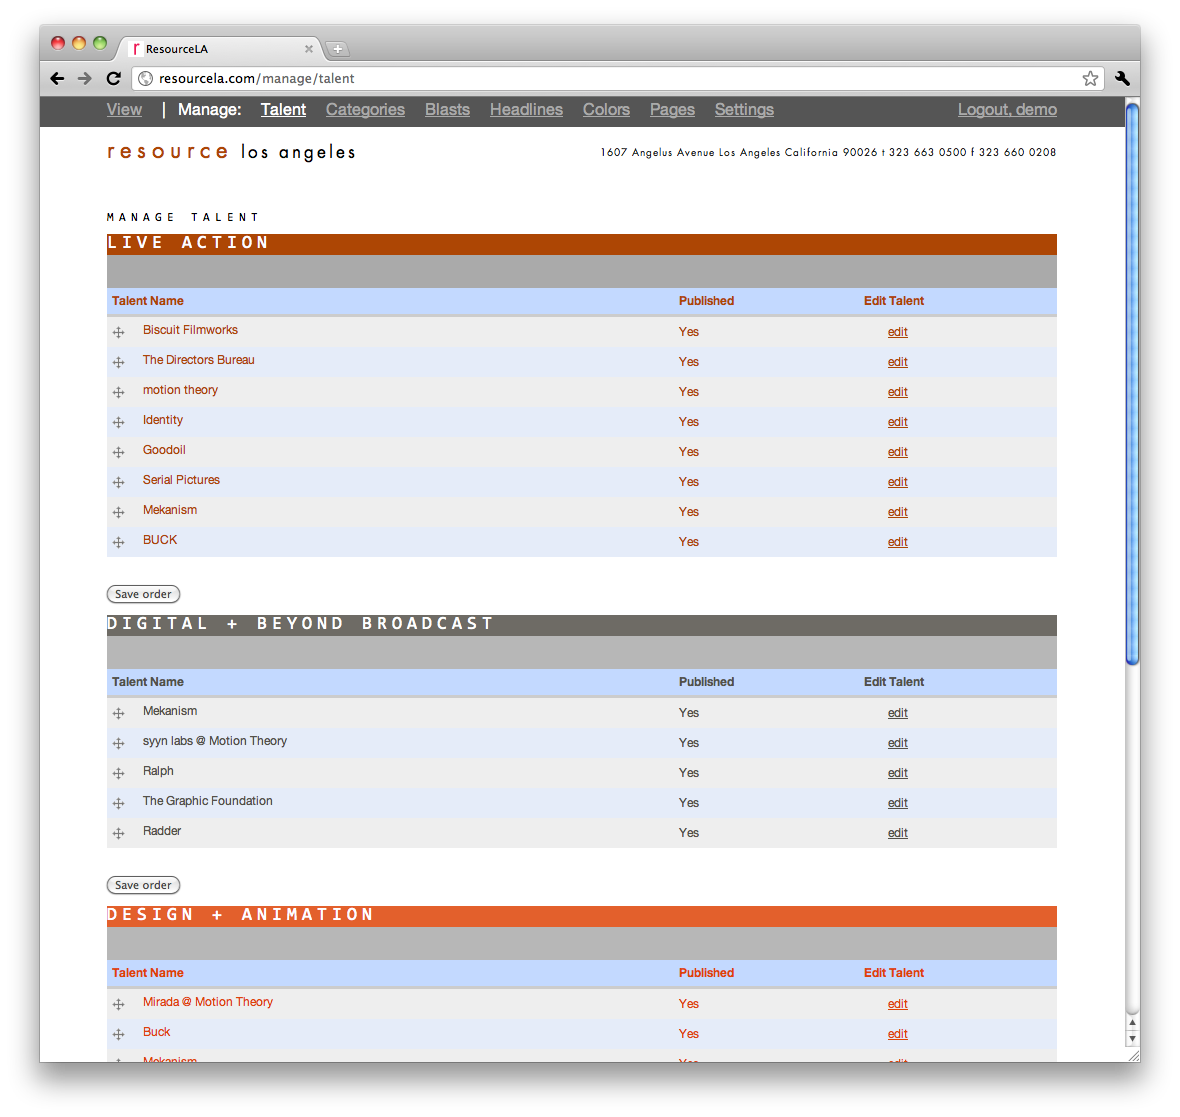 ResourceLA
resourcela.com/manage/talent
View | Manage: Talent Categories Blasts Headlines Colors Pages Settings Logout, demo
resource los angeles 1607 Angelus Avenue Los Angeles California 90026 t 323 663 0500 f 323 660 0208
MANAGE TALENT
LIVE ACTION
Talent Name Published Edit Talent
Biscuit Filmworks Yes edit
The Directors Bureau Yes edit
motion theory Yes edit
Identity Yes edit
Goodoil Yes edit
Serial Pictures Yes edit
Mekanism Yes edit
BUCK Yes edit
Save order
DIGITAL + BEYOND BROADCAST
Talent Name Published Edit Talent
Mekanism Yes edit
syyn labs @ Motion Theory Yes edit
Ralph Yes edit
The Graphic Foundation Yes edit
Radder Yes edit
Save order
DESIGN + ANIMATION
Talent Name Published Edit Talent
Mirada @ Motion Theory Yes edit
Buck Yes edit
Mekanism Yes edit